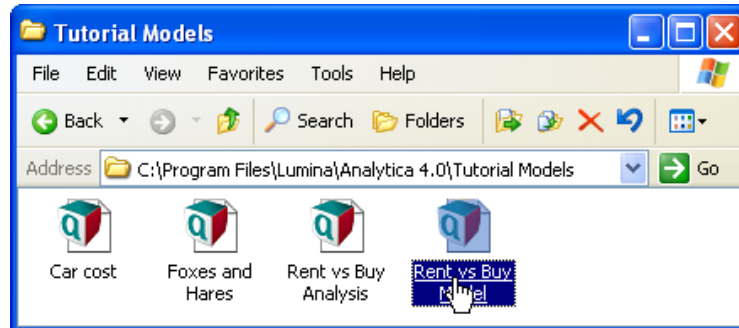 Tutorial Models
File Edit View Favorites Tools Help
Back Search Folders
Address C:\Program Files\Lumina\Analytica 4.0\Tutorial Models Go
Car cost Foxes and Rent vs Buy Rent vs Buy
Hares Analysis Model